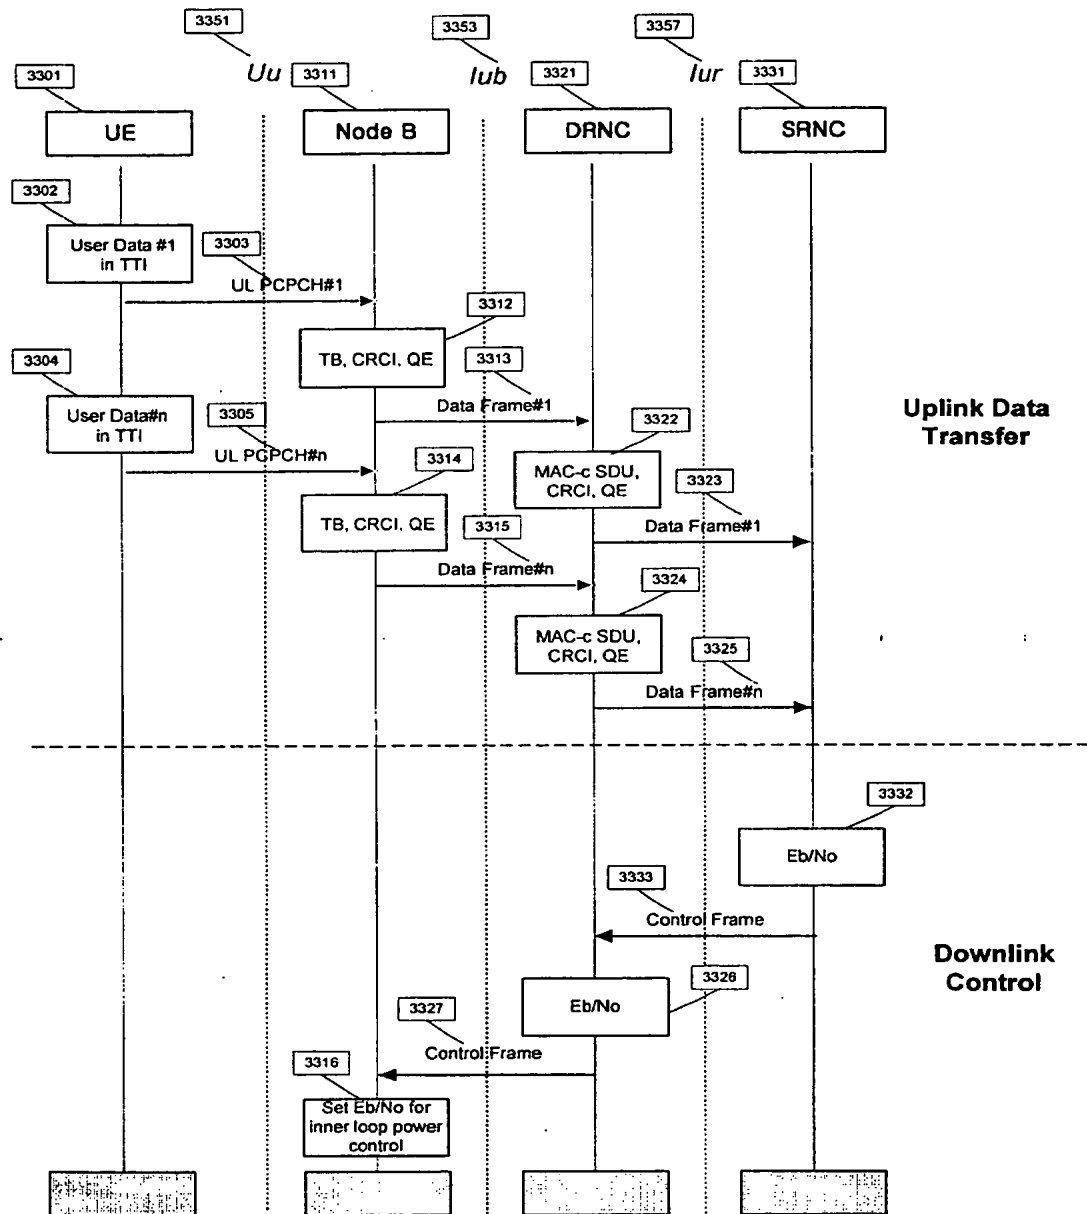 3351
3353
3357
3301
Uu
3311
Iub
3321
Iur
3331
UE
Node B
DRNC
SRNC
3302
User Data #1
in TTI
3303
UL PCPCH#1
3312
TB, CRCI, QE
3304
3313
User Data#n
in TTI
3305
Data Frame#1
3322
Uplink Data
Transfer
UL PCPCH#n
3314
MAC-c SDU,
CRCI, QE
3323
TB, CRCI, QE
3315
Data Frame#1
Data Frame#n
3324
MAC-c SDU,
CRCI, QE
3325
Data Frame#n
3332
Eb/No
3333
Control Frame
Downlink
Control
3326
Eb/No
3327
Control Frame
3316
Set Eb/No for
inner loop power
control